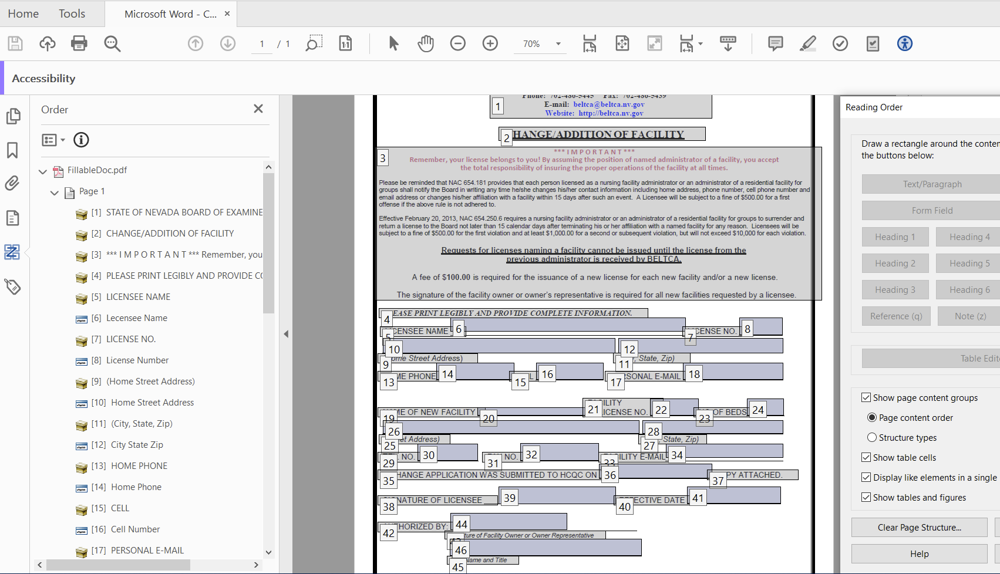 Home
Tools
Microsoft Word - C...
1 / 1
70%
Accessibility
Order
FillableDoc.pdf
Page 1
[1] STATE OF NEVADA BOARD OF EXAMINE
[2] CHANGE/ADDITION OF FACILITY
[3] *** I M P O R T A N T *** Remember, you
[4] PLEASE PRINT LEGIBLY AND PROVIDE CO
[5] LICENSEE NAME
[6] Lecensee Name
[7] LICENSE NO.
[8] License Number
[9] (Home Street Address)
[10] Home Street Address
[11] (City, State, Zip)
[12] City State Zip
[13] HOME PHONE
[14] Home Phone
[15] CELL
[16] Cell Number
[17] PERSONAL E-MAIL
Phone: 702-486-5445 Fax: 702-486-5439
1
E-mail: beltca@beltca.nv.gov
Website: http://beltca.nv.gov
2 HANGE/ADDITION OF FACILITY
3
*** I M P O R T A N T ***
Remember, your license belongs to you! By assuming the position of named administrator of a facility, you accept
the total responsibility of insuring the proper operations of the facility at all times.
Please be reminded that NAC 654.181 provides that each person licensed as a nursing facility administrator or an administrator of a residential facility for
groups shall notify the Board in writing any time he/she changes his/her contact information including home address, phone number, cell phone number and
email address or changes his/her affiliation with a facility within 15 days after such an event. A Licensee will be subject to a fine of $500.00 for a first
offense if the above rule is not adhered to.
Effective February 20, 2013, NAC 654.250.6 requires a nursing facility administrator or an administrator of a residential facility for groups to surrender and
return a license to the Board not later than 15 calendar days after terminating his or her affiliation with a named facility for any reason. Licensees will be
subject to a fine of $500.00 for the first violation and at least $1,000.00 for a second or subsequent violation, but will not exceed $10,000 for each violation.
Requests for licenses naming a facility cannot be issued until the license from the
previous administrator is received by BELTCA.
A fee of $100.00 is required for the issuance of a new license for each new facility and/or a new license.
The signature of the facility owner or owner's representative is required for all new facilities requested by a licensee.
4 EASE PRINT LEGIBLY AND PROVIDE COMPLETE INFORMATION.
5 CENSEE NAME 6 7 CENSE NO. 8
10 12
9 ome Street Address) 11 , State, Zip)
13 ME PHONE 14 15 L 16 17 RSONAL E-MAIL 18
19 ME OF NEW FACILITY 20 21 CILITY
ICENSE NO. 22 23 OF BEDS 24
26 28
25 et Address) 27 , State, Zip)
29 NO. 30 31 NO. 32 33 CILITY E-MAIL 34
35 HANGE APPLICATION WAS SUBMITTED TO HCQC ON 36 37 PY ATTACHED.
38 NATURE OF LICENSEE 39 40 ECTIVE DATE 41
42 HORIZED BY: 44
43 ture of Facility Owner or Owner Representative
46
45 Name and Title
Reading Order
Draw a rectangle around the conten
the buttons below:
Text/Paragraph
Form Field
Heading 1 Heading 4
Heading 2 Heading 5
Heading 3 Heading 6
Reference (q) Note (z)
Table Edito
Show page content groups
Page content order
Structure types
Show table cells
Display like elements in a single
Show tables and figures
Clear Page Structure...
Help